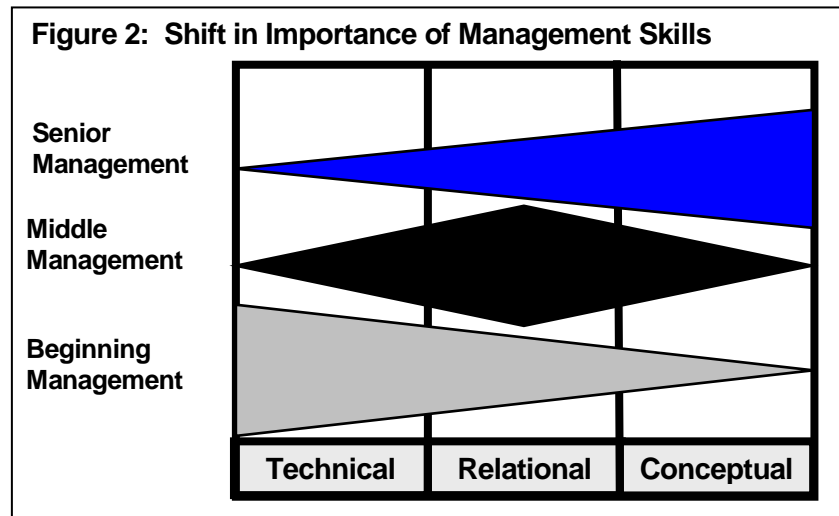 Figure 2:  Shift in Importance of Management Skills
Senior
Management
Middle
Management
Beginning
Management
Technical
Relational
Conceptual